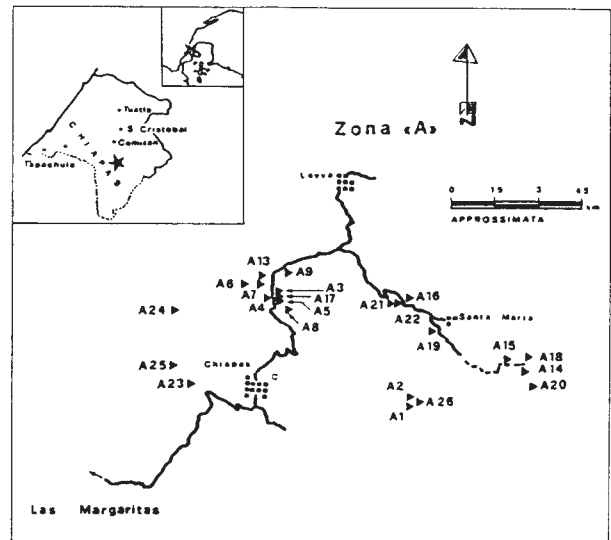 Tuxtla
S. Cristobal
Comitan
CHIAPAS
Tapachula
Zona «A»
0 1.5 3 4.5
km
APPROSSIMATA
A13
A9
A6
A3
A7
A17
A4
A5
A8
A24
A21
A16
A22
Santa Marta
A19
A15
A18
A14
A20
A25
A23
Chiapas
C
A2
A26
A1
Las Margaritas